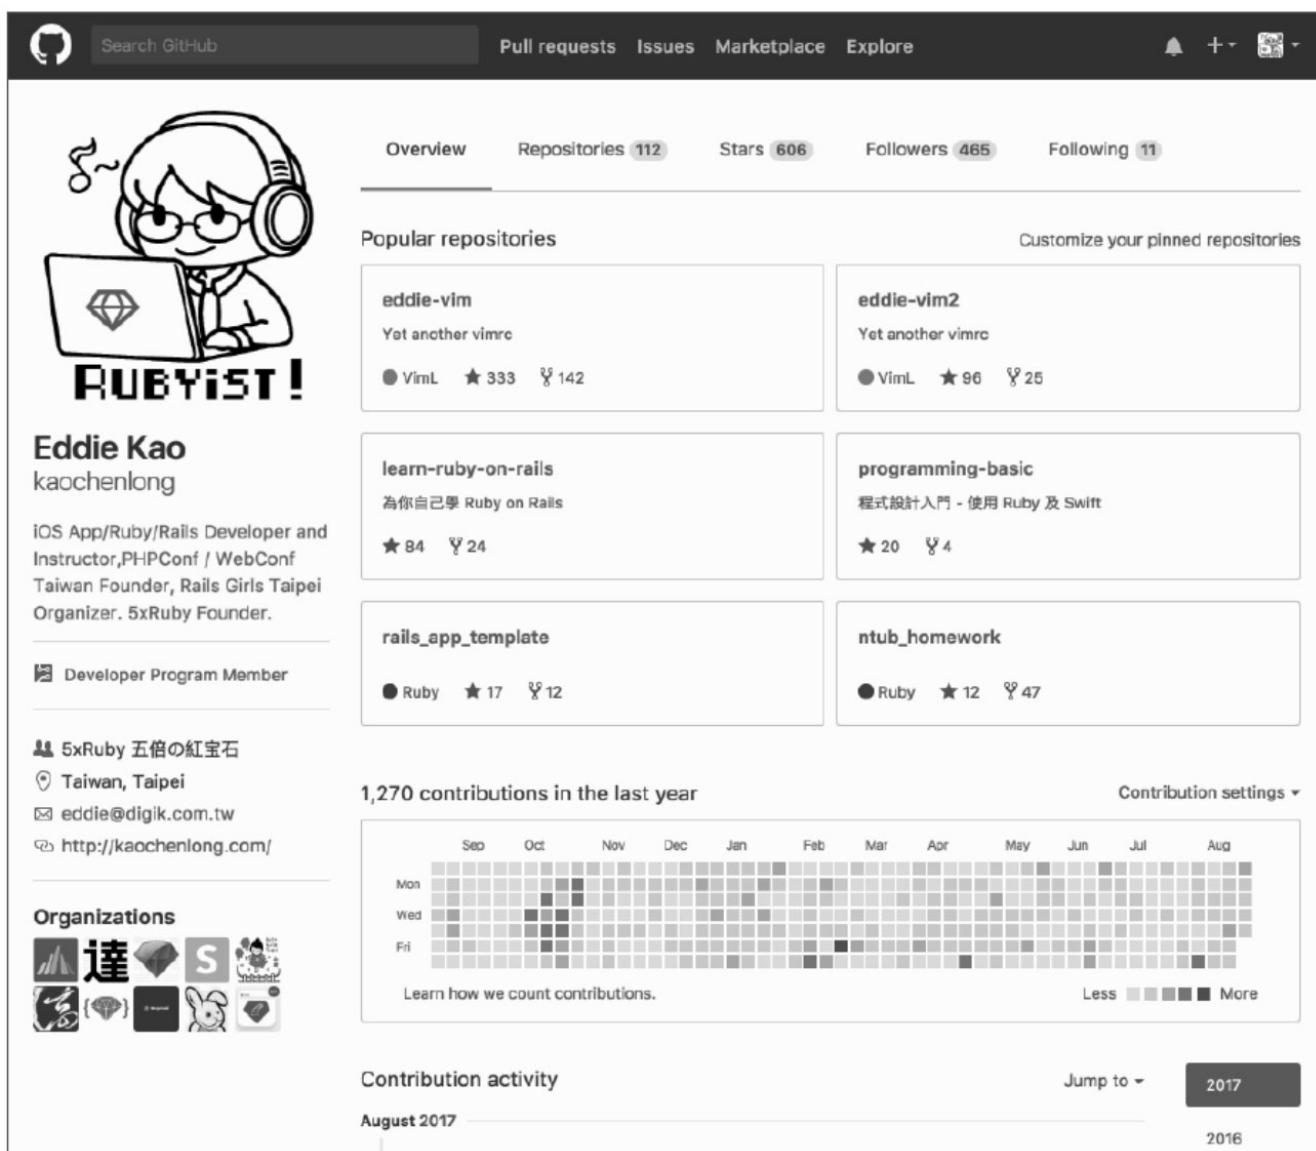 Search GitHub
Pull requests Issues Marketplace Explore
RUBYiST!
Eddie Kao
kaochenlong
iOS App/Ruby/Rails Developer and
Instructor,PHPConf / WebConf
Taiwan Founder, Rails Girls Taipei
Organizer. 5xRuby Founder.
Developer Program Member
5xRuby 五倍の紅宝石
Taiwan, Taipei
eddie@digik.com.tw
http://kaochenlong.com/
Organizations
達
S
Overview Repositories 112 Stars 606 Followers 465 Following 11
Popular repositories
Customize your pinned repositories
eddie-vim
Yet another vimrc
VimL 333 142
eddie-vim2
Yet another vimrc
VimL 96 25
learn-ruby-on-rails
為你自己學 Ruby on Rails
84 24
programming-basic
程式設計入門 - 使用 Ruby 及 Swift
20 4
rails_app_template
Ruby 17 12
ntub_homework
Ruby 12 47
1,270 contributions in the last year
Contribution settings
Sep Oct Nov Dec Jan Feb Mar Apr May Jun Jul Aug
Mon
Wed
Fri
Learn how we count contributions.
Less More
Contribution activity
Jump to
2017
August 2017
2016